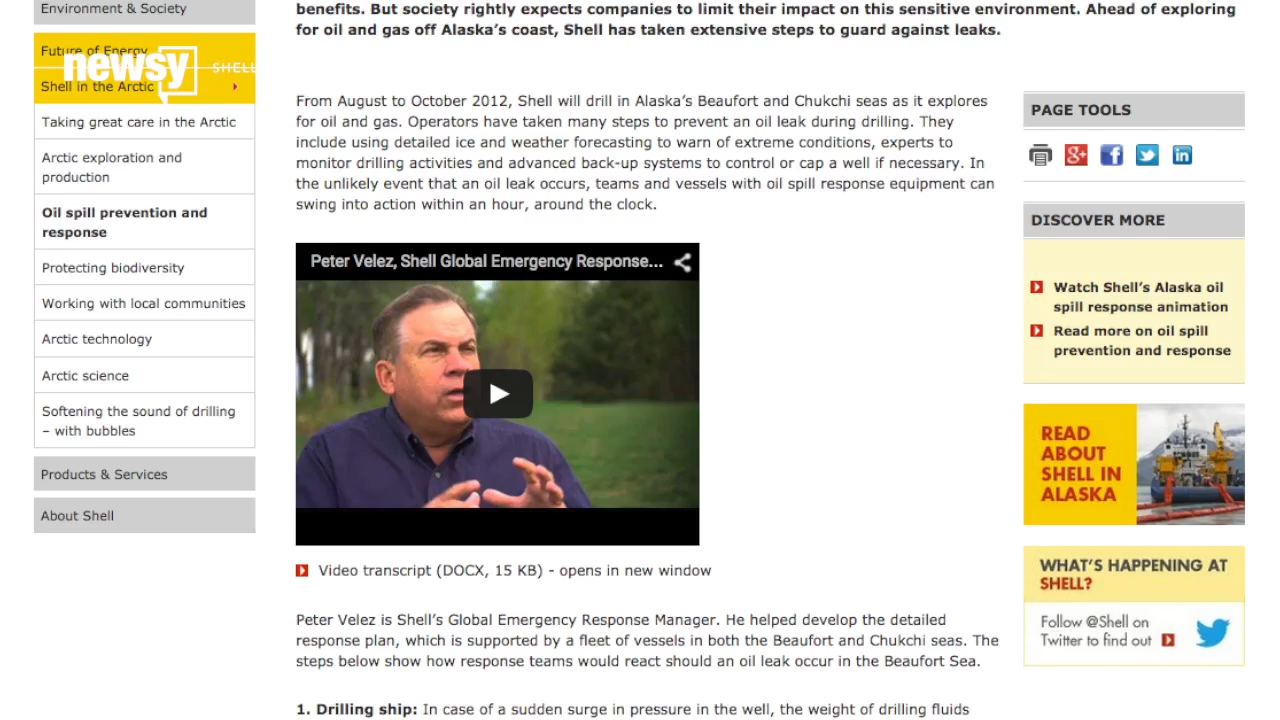 Environment & Society
Future of Energy
newsy
SHELL
Shell in the Arctic
Taking great care in the Arctic
Arctic exploration and
production
Oil spill prevention and
response
Protecting biodiversity
Working with local communities
Arctic technology
Arctic science
Softening the sound of drilling
– with bubbles
Products & Services
About Shell
benefits. But society rightly expects companies to limit their impact on this sensitive environment. Ahead of exploring
for oil and gas off Alaska’s coast, Shell has taken extensive steps to guard against leaks.
From August to October 2012, Shell will drill in Alaska’s Beaufort and Chukchi seas as it explores
for oil and gas. Operators have taken many steps to prevent an oil leak during drilling. They
include using detailed ice and weather forecasting to warn of extreme conditions, experts to
monitor drilling activities and advanced back-up systems to control or cap a well if necessary. In
the unlikely event that an oil leak occurs, teams and vessels with oil spill response equipment can
swing into action within an hour, around the clock.
Peter Velez, Shell Global Emergency Response...
Video transcript (DOCX, 15 KB) - opens in new window
Peter Velez is Shell’s Global Emergency Response Manager. He helped develop the detailed
response plan, which is supported by a fleet of vessels in both the Beaufort and Chukchi seas. The
steps below show how response teams would react should an oil leak occur in the Beaufort Sea.
1. Drilling ship: In case of a sudden surge in pressure in the well, the weight of drilling fluids
PAGE TOOLS
DISCOVER MORE
Watch Shell’s Alaska oil
spill response animation
Read more on oil spill
prevention and response
READ
ABOUT
SHELL IN
ALASKA
WHAT’S HAPPENING AT
SHELL?
Follow @Shell on
Twitter to find out